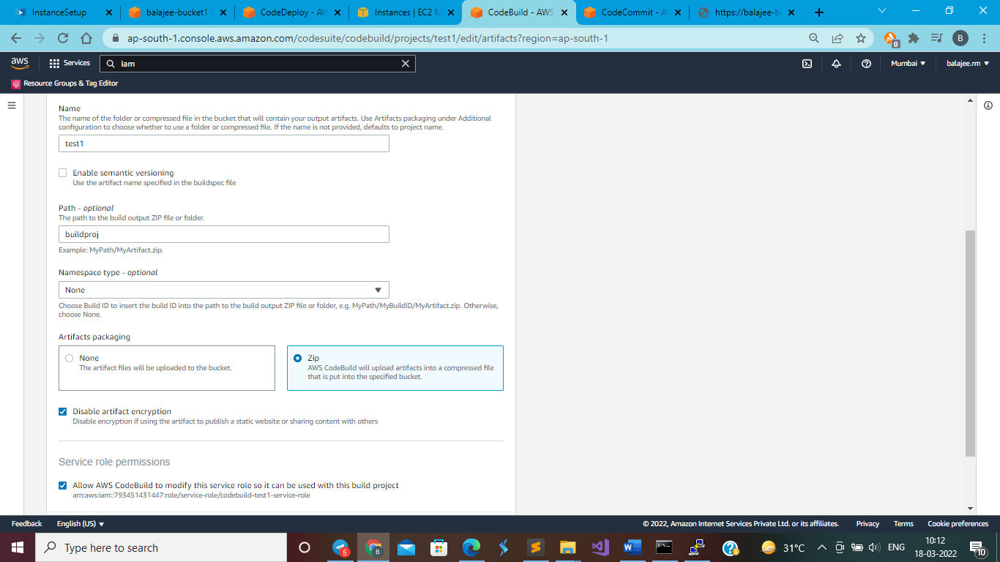 InstanceSetup
balajee-bucket1 -
CodeDeploy - AW
Instances | EC2 M
CodeBuild - AWS
CodeCommit - A
https://balajee-b
ap-south-1.console.aws.amazon.com/codesuite/codebuild/projects/test1/edit/artifacts?region=ap-south-1
0
B
aws
Services
iam
Mumbai
balajee.rm
Resource Groups & Tag Editor
Name
The name of the folder or compressed file in the bucket that will contain your output artifacts. Use Artifacts packaging under Additional
configuration to choose whether to use a folder or compressed file. If the name is not provided, defaults to project name.
test1
Enable semantic versioning
Use the artifact name specified in the buildspec file
Path - optional
The path to the build output ZIP file or folder.
buildproj
Example: MyPath/MyArtifact.zip.
Namespace type - optional
None
Choose Build ID to insert the build ID into the path to the build output ZIP file or folder, e.g. MyPath/MyBuildID/MyArtifact.zip. Otherwise,
choose None.
Artifacts packaging
None
The artifact files will be uploaded to the bucket.
Zip
AWS CodeBuild will upload artifacts into a compressed file
that is put into the specified bucket.
Disable artifact encryption
Disable encryption if using the artifact to publish a static website or sharing content with others
Service role permissions
Allow AWS CodeBuild to modify this service role so it can be used with this build project
arn:aws:iam::793451431447:role/service-role/codebuild-test1-service-role
Feedback
English (US)
© 2022, Amazon Internet Services Private Ltd. or its affiliates.
Privacy
Terms
Cookie preferences
Type here to search
6
B
31°C
ENG
10:12
18-03-2022
10